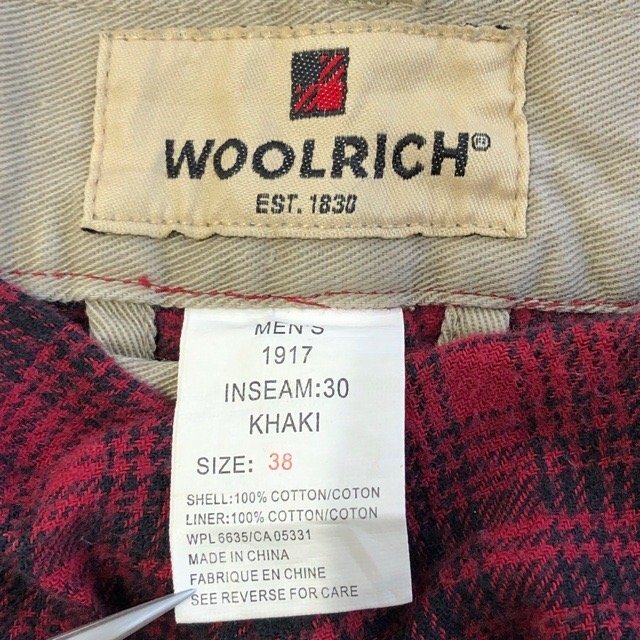 WOOLRICH®
EST. 1830
MEN'S
1917
INSEAM:30
KHAKI
SIZE: 38
SHELL:100% COTTON/COTON
LINER:100% COTTON/COTON
WPL 6635/CA 05331
MADE IN CHINA
FABRIQUE EN CHINE
SEE REVERSE FOR CARE